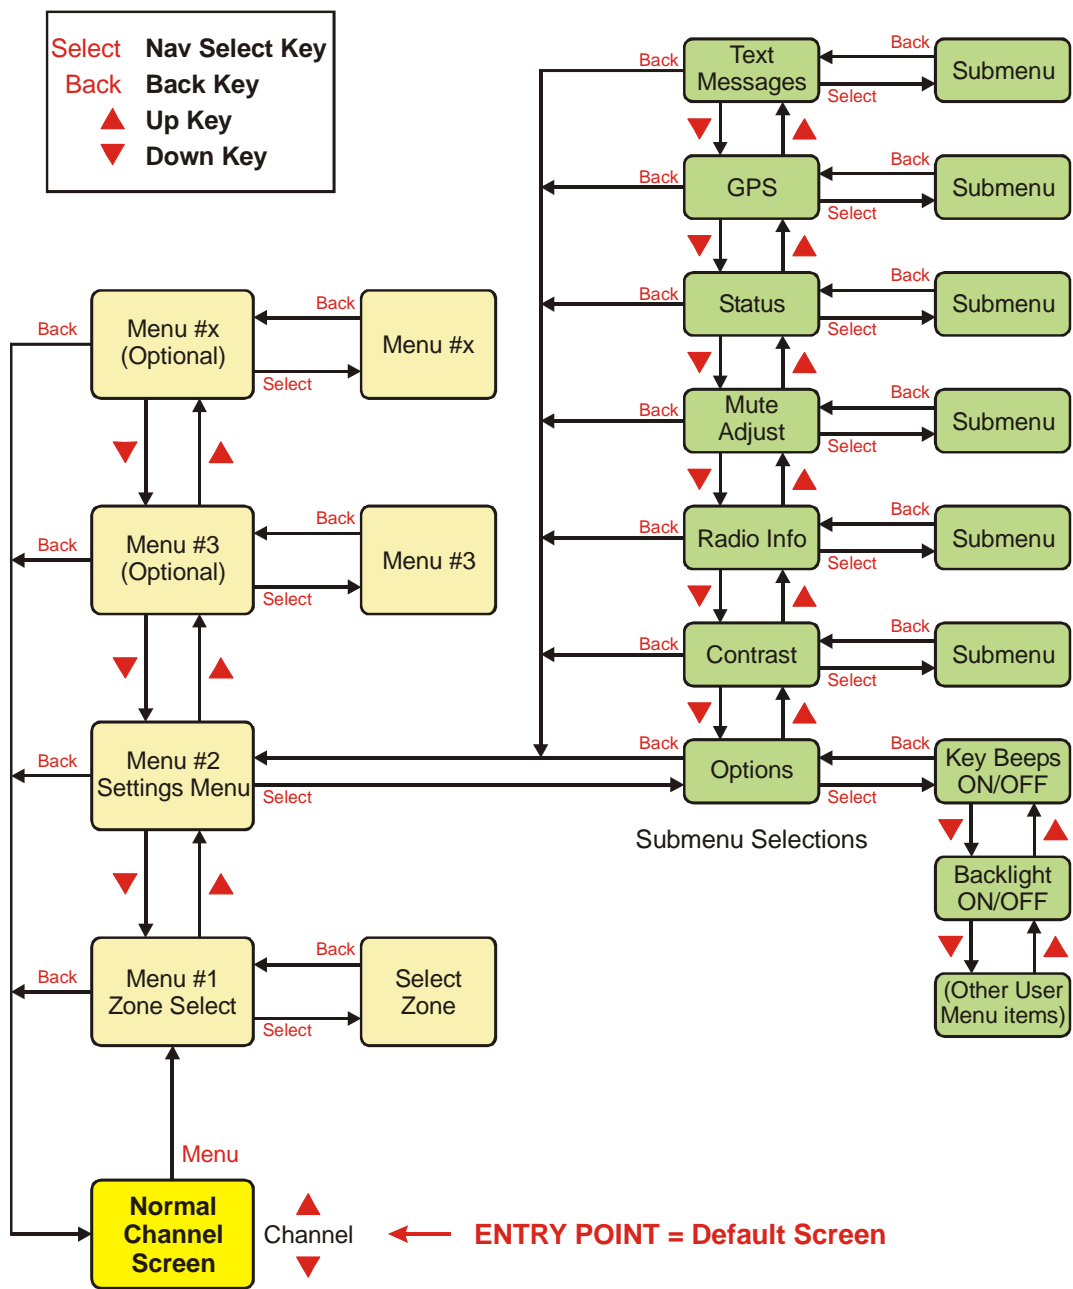 Select Nav Select Key
Back Back Key
Up Key
Down Key
Text
Messages
Back
Back
Select
Submenu
GPS
Back
Back
Select
Submenu
Status
Back
Back
Select
Submenu
Mute
Adjust
Back
Back
Select
Submenu
Radio Info
Back
Back
Select
Submenu
Contrast
Back
Back
Select
Submenu
Options
Back
Back
Select
Key Beeps
ON/OFF
Backlight
ON/OFF
(Other User
Menu items)
Submenu Selections
Back
Menu #x
(Optional)
Back
Select
Menu #x
Back
Menu #3
(Optional)
Back
Select
Menu #3
Back
Menu #2
Settings Menu
Select
Back
Menu #1
Zone Select
Back
Select
Select
Zone
Menu
Normal
Channel
Screen
Channel
ENTRY POINT = Default Screen